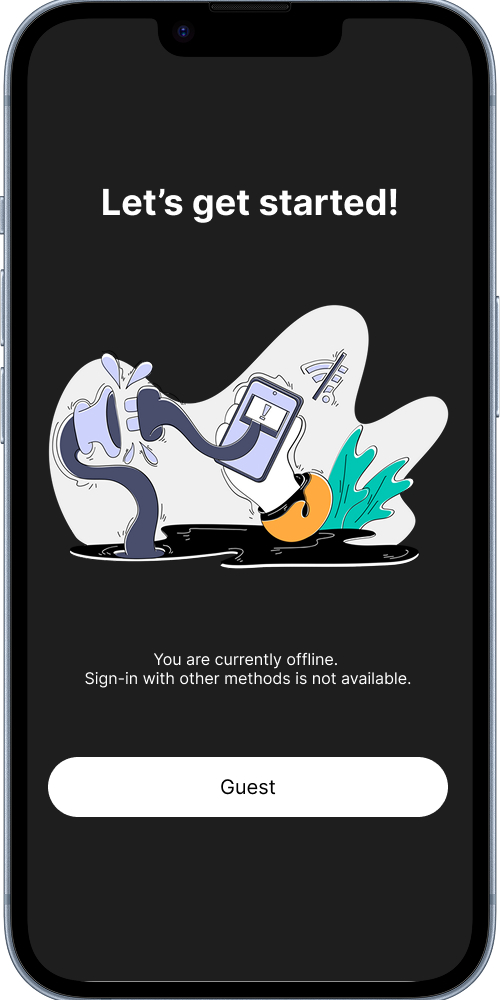 Let’s get started!
You are currently offline.
Sign-in with other methods is not available.
Guest